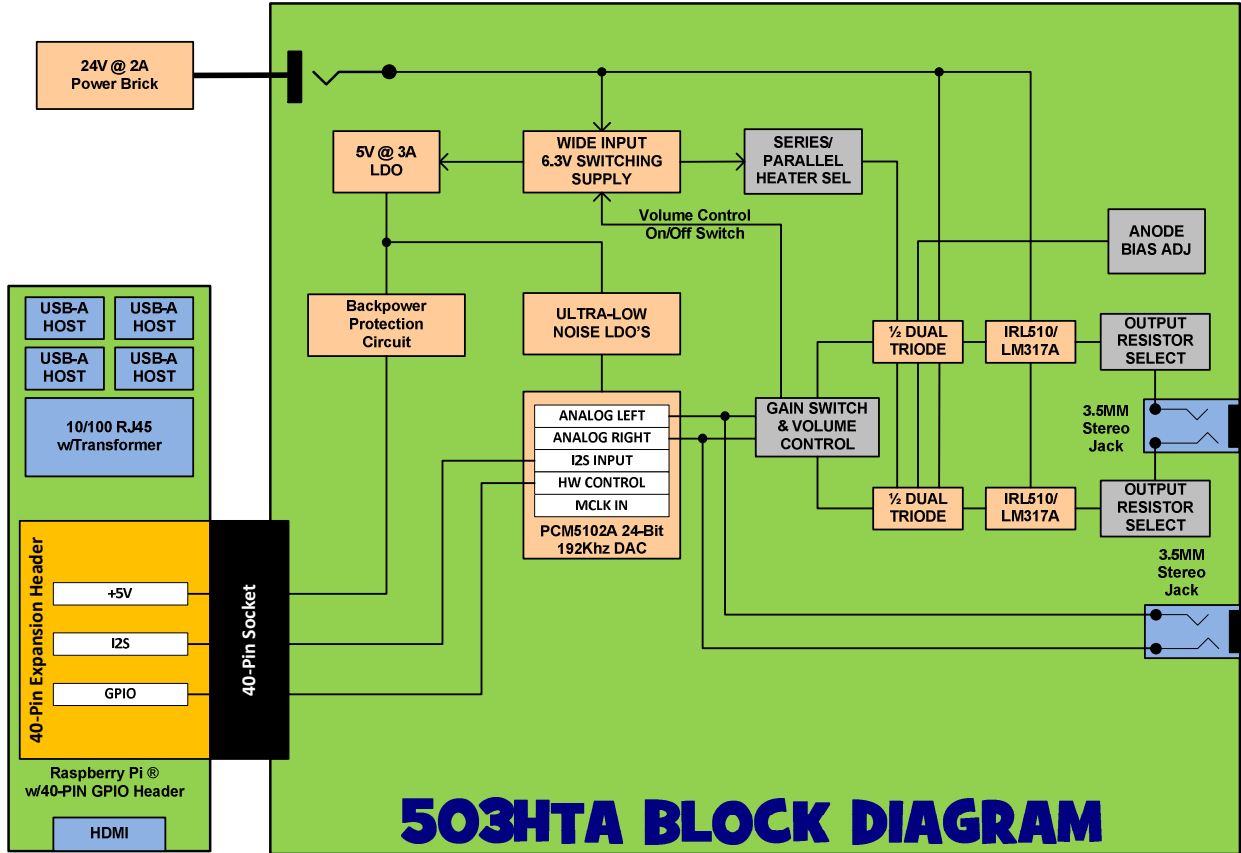 24V @ 2A
Power Brick
5V @ 3A
LDO
WIDE INPUT
6.3V SWITCHING
SUPPLY
SERIES/
PARALLEL
HEATER SEL
Volume Control
On/Off Switch
ANODE
BIAS ADJ
USB-A
HOST
USB-A
HOST
USB-A
HOST
USB-A
HOST
10/100 RJ45
w/Transformer
Backpower
Protection
Circuit
ULTRA-LOW
NOISE LDO'S
½ DUAL
TRIODE
IRL510/
LM317A
OUTPUT
RESISTOR
SELECT
ANALOG LEFT
ANALOG RIGHT
I2S INPUT
HW CONTROL
MCLK IN
PCM5102A 24-Bit
192Khz DAC
GAIN SWITCH
& VOLUME
CONTROL
3.5MM
Stereo
Jack
½ DUAL
TRIODE
IRL510/
LM317A
OUTPUT
RESISTOR
SELECT
3.5MM
Stereo
Jack
40-Pin Expansion Header
+5V
I2S
GPIO
40-Pin Socket
Raspberry Pi ®
w/40-PIN GPIO Header
HDMI
503HTA BLOCK DIAGRAM